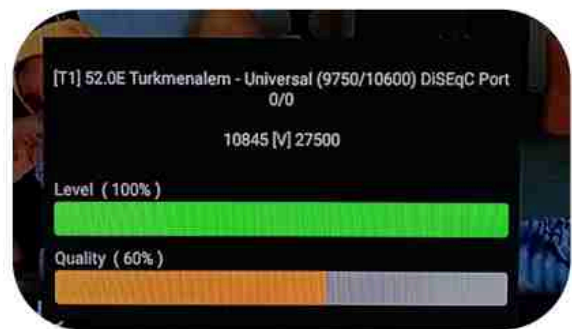 [T1] 52.0E Turkmenalem - Universal (9750/10600) DiSEqC Port
0/0
10845 [V] 27500
Level ( 100% )
Quality ( 60% )